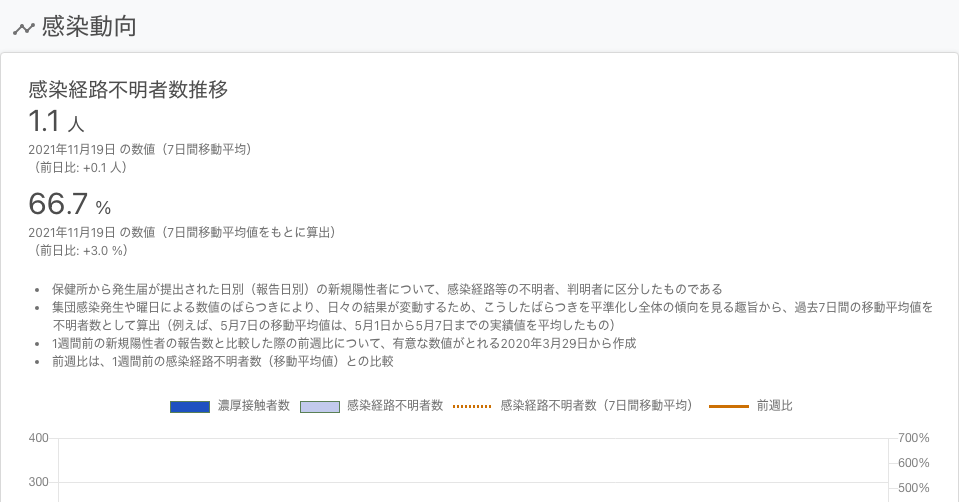 感染動向
感染経路不明者数推移
1.1 人
2021年11月19日 の数値（7日間移動平均）
（前日比: +0.1 人）
66.7 %
2021年11月19日 の数値（7日間移動平均値をもとに算出）
（前日比: +3.0 %）
• 保健所から発生届が提出された日別（報告日別）の新規陽性者について、感染経路等の不明者、判明者に区分したものである
• 集団感染発生や曜日による数値のばらつきにより、日々の結果が変動するため、こうしたばらつきを平準化し全体の傾向を見る趣旨から、過去7日間の移動平均値を
不明者数として算出（例えば、5月7日の移動平均値は、5月1日から5月7日までの実績値を平均したもの）
• 1週間前の新規陽性者の報告数と比較した際の前週比について、有意な数値がとれる2020年3月29日から作成
• 前週比は、1週間前の感染経路不明者数（移動平均値）との比較
濃厚接触者数 感染経路不明者数 感染経路不明者数（7日間移動平均） 前週比
400 700%
600%
300 500%